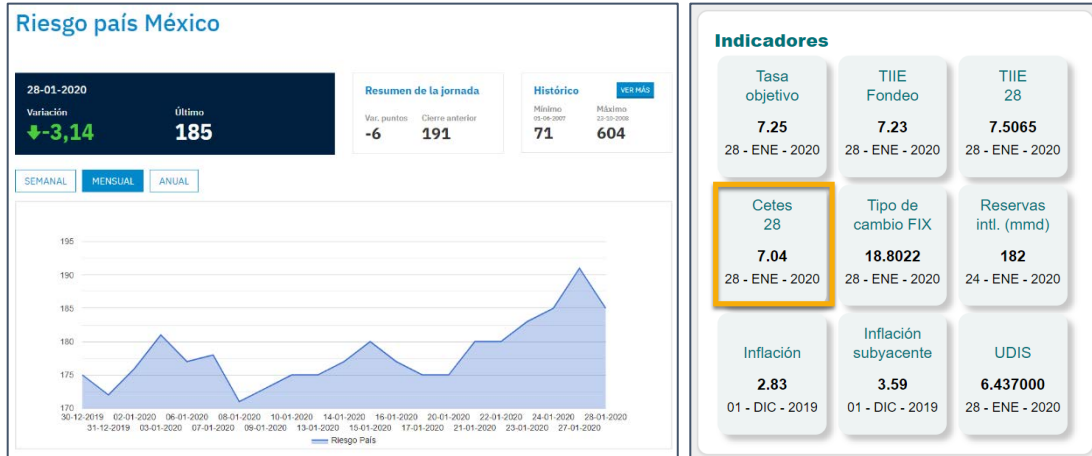 Riesgo país México
28-01-2020
Variación Último
-3,14 185
Resumen de la jornada
Var. puntos Cierre anterior
-6 191
Histórico VER MÁS
Mínimo Máximo
01-06-2007 23-10-2008
71 604
SEMANAL MENSUAL ANUAL
195
190
185
180
175
170
30-12-2019 02-01-2020 06-01-2020 08-01-2020 10-01-2020 14-01-2020 16-01-2020 20-01-2020 22-01-2020 24-01-2020 28-01-2020
31-12-2019 03-01-2020 07-01-2020 09-01-2020 13-01-2020 15-01-2020 17-01-2020 21-01-2020 23-01-2020 27-01-2020
Riesgo País
Indicadores
Tasa
objetivo
7.25
28 - ENE - 2020
TIIE
Fondeo
7.23
28 - ENE - 2020
TIIE
28
7.5065
28 - ENE - 2020
Cetes
28
7.04
28 - ENE - 2020
Tipo de
cambio FIX
18.8022
28 - ENE - 2020
Reservas
intl. (mmd)
182
24 - ENE - 2020
Inflación
2.83
01 - DIC - 2019
Inflación
subyacente
3.59
01 - DIC - 2019
UDIS
6.437000
28 - ENE - 2020